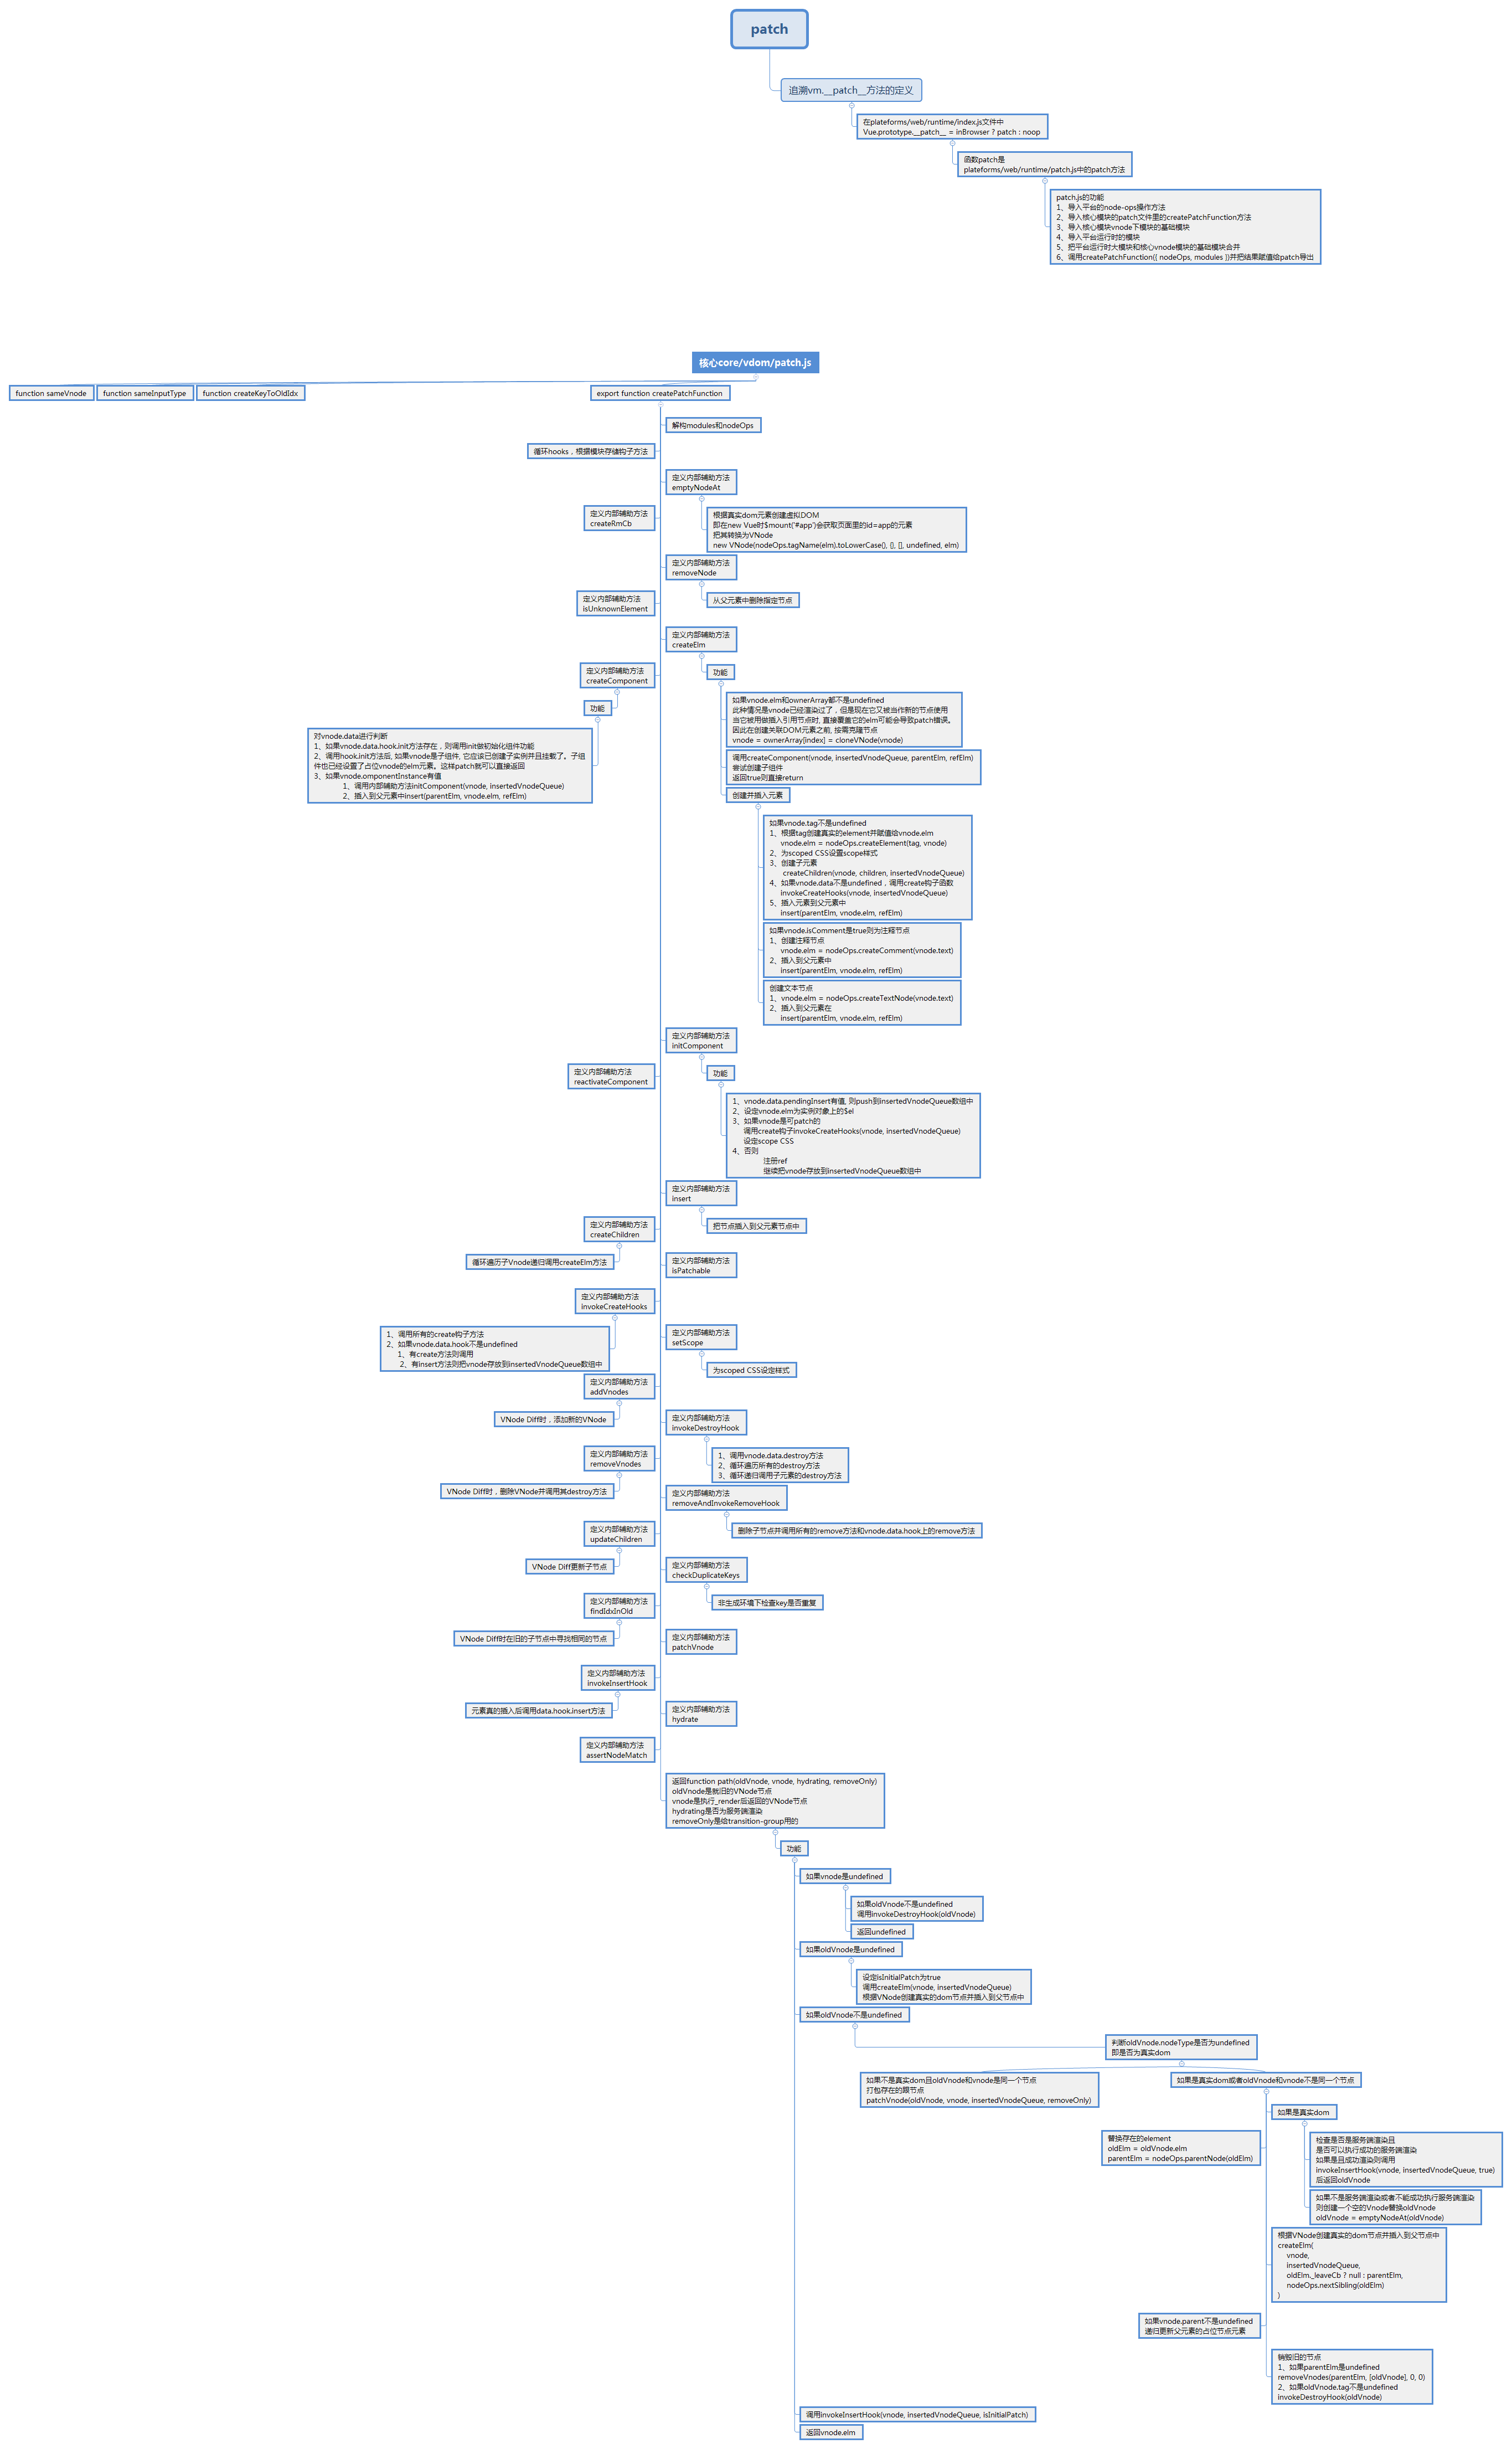 patch
追溯vm.__patch__方法的定义
在plateforms/web/runtime/index.js文件中
Vue.prototype.__patch__ = inBrowser ? patch : noop
函数patch是
plateforms/web/runtime/patch.js中的patch方法
patch.js的功能
1、导入平台的node-ops操作方法
2、导入核心模块的patch文件里的createPatchFunction方法
3、导入核心模块vnode下模块的基础模块
4、导入平台运行时的模块
5、把平台运行时大模块和核心vnode模块的基础模块合并
6、调用createPatchFunction({ nodeOps, modules })并把结果赋值给patch导出
核心core/vdom/patch.js
function sameVnode
function sameInputType
function createKeyToOldIdx
export function createPatchFunction
解构modules和nodeOps
循环hooks，根据模块存储钩子方法
定义内部辅助方法
emptyNodeAt
根据真实dom元素创建虚拟DOM
即在new Vue时$mount('#app')会获取页面里的id=app的元素
把其转换为VNode
new VNode(nodeOps.tagName(elm).toLowerCase(), {}, [], undefined, elm)
定义内部辅助方法
createRmCb
定义内部辅助方法
removeNode
从父元素中删除指定节点
定义内部辅助方法
isUnknownElement
定义内部辅助方法
createElm
功能
如果vnode.elm和ownerArray都不是undefined
此种情况是vnode已经渲染过了，但是现在它又被当作新的节点使用
当它被用做插入引用节点时, 直接覆盖它的elm可能会导致patch错误。
因此在创建关联DOM元素之前, 按需克隆节点
vnode = ownerArray[index] = cloneVNode(vnode)
调用createComponent(vnode, insertedVnodeQueue, parentElm, refElm)
尝试创建子组件
返回true则直接return
创建并插入元素
如果vnode.tag不是undefined
1、根据tag创建真实的element并赋值给vnode.elm
vnode.elm = nodeOps.createElement(tag, vnode)
2、为scoped CSS设置scope样式
3、创建子元素
createChildren(vnode, children, insertedVnodeQueue)
4、如果vnode.data不是undefined，调用create钩子函数
invokeCreateHooks(vnode, insertedVnodeQueue)
5、插入元素到父元素中
insert(parentElm, vnode.elm, refElm)
如果vnode.isComment是true则为注释节点
1、创建注释节点
vnode.elm = nodeOps.createComment(vnode.text)
2、插入到父元素中
insert(parentElm, vnode.elm, refElm)
创建文本节点
1、vnode.elm = nodeOps.createTextNode(vnode.text)
2、插入到父元素在
insert(parentElm, vnode.elm, refElm)
定义内部辅助方法
createComponent
功能
对vnode.data进行判断
1、如果vnode.data.hook.init方法存在，则调用init做初始化组件功能
2、调用hook.init方法后, 如果vnode是子组件, 它应该已创建子实例并且挂载了。子组
件也已经设置了占位vnode的elm元素。这样patch就可以直接返回
3、如果vnode.omponentInstance有值
1、调用内部辅助方法initComponent(vnode, insertedVnodeQueue)
2、插入到父元素中insert(parentElm, vnode.elm, refElm)
定义内部辅助方法
initComponent
功能
1、vnode.data.pendingInsert有值, 则push到insertedVnodeQueue数组中
2、设定vnode.elm为实例对象上的$el
3、如果vnode是可patch的
调用create钩子invokeCreateHooks(vnode, insertedVnodeQueue)
设定scope CSS
4、否则
注册ref
继续把vnode存放到insertedVnodeQueue数组中
定义内部辅助方法
reactivateComponent
定义内部辅助方法
insert
把节点插入到父元素节点中
定义内部辅助方法
createChildren
循环遍历子Vnode递归调用createElm方法
定义内部辅助方法
isPatchable
定义内部辅助方法
invokeCreateHooks
1、调用所有的create钩子方法
2、如果vnode.data.hook不是undefined
1、有create方法则调用
2、有insert方法则把vnode存放到insertedVnodeQueue数组中
定义内部辅助方法
setScope
为scoped CSS设定样式
定义内部辅助方法
addVnodes
VNode Diff时，添加新的VNode
定义内部辅助方法
invokeDestroyHook
1、调用vnode.data.destroy方法
2、循环遍历所有的destroy方法
3、循环递归调用子元素的destroy方法
定义内部辅助方法
removeVnodes
VNode Diff时，删除VNode并调用其destroy方法
定义内部辅助方法
removeAndInvokeRemoveHook
删除子节点并调用所有的remove方法和vnode.data.hook上的remove方法
定义内部辅助方法
updateChildren
VNode Diff更新子节点
定义内部辅助方法
checkDuplicateKeys
非生成环境下检查key是否重复
定义内部辅助方法
findIdxInOld
VNode Diff时在旧的子节点中寻找相同的节点
定义内部辅助方法
patchVnode
定义内部辅助方法
invokeInsertHook
元素真的插入后调用data.hook.insert方法
定义内部辅助方法
hydrate
定义内部辅助方法
assertNodeMatch
返回function path(oldVnode, vnode, hydrating, removeOnly)
oldVnode是就旧的VNode节点
vnode是执行_render后返回的VNode节点
hydrating是否为服务端渲染
removeOnly是给transition-group用的
功能
如果vnode是undefined
如果oldVnode不是undefined
调用invokeDestroyHook(oldVnode)
返回undefined
如果oldVnode是undefined
设定isInitialPatch为true
调用createElm(vnode, insertedVnodeQueue)
根据VNode创建真实的dom节点并插入到父节点中
如果oldVnode不是undefined
判断oldVnode.nodeType是否为undefined
即是否为真实dom
如果不是真实dom且oldVnode和vnode是同一个节点
打包存在的跟节点
patchVnode(oldVnode, vnode, insertedVnodeQueue, removeOnly)
如果是真实dom或者oldVnode和vnode不是同一个节点
如果是真实dom
检查是否是服务端渲染且
是否可以执行成功的服务端渲染
如果是且成功渲染则调用
invokeInsertHook(vnode, insertedVnodeQueue, true)
后返回oldVnode
如果不是服务端渲染或者不能成功执行服务端渲染
则创建一个空的Vnode替换oldVnode
oldVnode = emptyNodeAt(oldVnode)
替换存在的element
oldElm = oldVnode.elm
parentElm = nodeOps.parentNode(oldElm)
根据VNode创建真实的dom节点并插入到父节点中
createElm(
vnode,
insertedVnodeQueue,
oldElm._leaveCb ? null : parentElm,
nodeOps.nextSibling(oldElm)
)
如果vnode.parent不是undefined
递归更新父元素的占位节点元素
销毁旧的节点
1、如果parentElm是undefined
removeVnodes(parentElm, [oldVnode], 0, 0)
2、如果oldVnode.tag不是undefined
invokeDestroyHook(oldVnode)
调用invokeInsertHook(vnode, insertedVnodeQueue, isInitialPatch)
返回vnode.elm